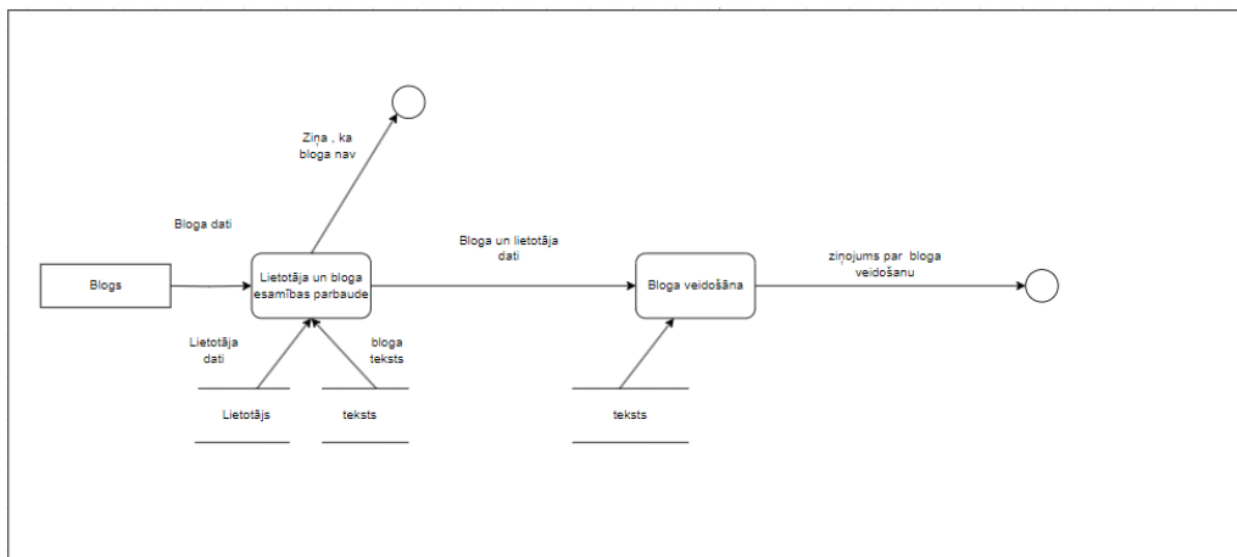 Ziņa , ka
bloga nav
Bloga dati
Bloga un lietotāja
dati
ziņojums par bloga
veidošanu
Blogs
Lietotāja un bloga
esamības parbaude
Bloga veidošāna
Lietotāja
dati
bloga
teksts
Lietotājs
teksts
teksts